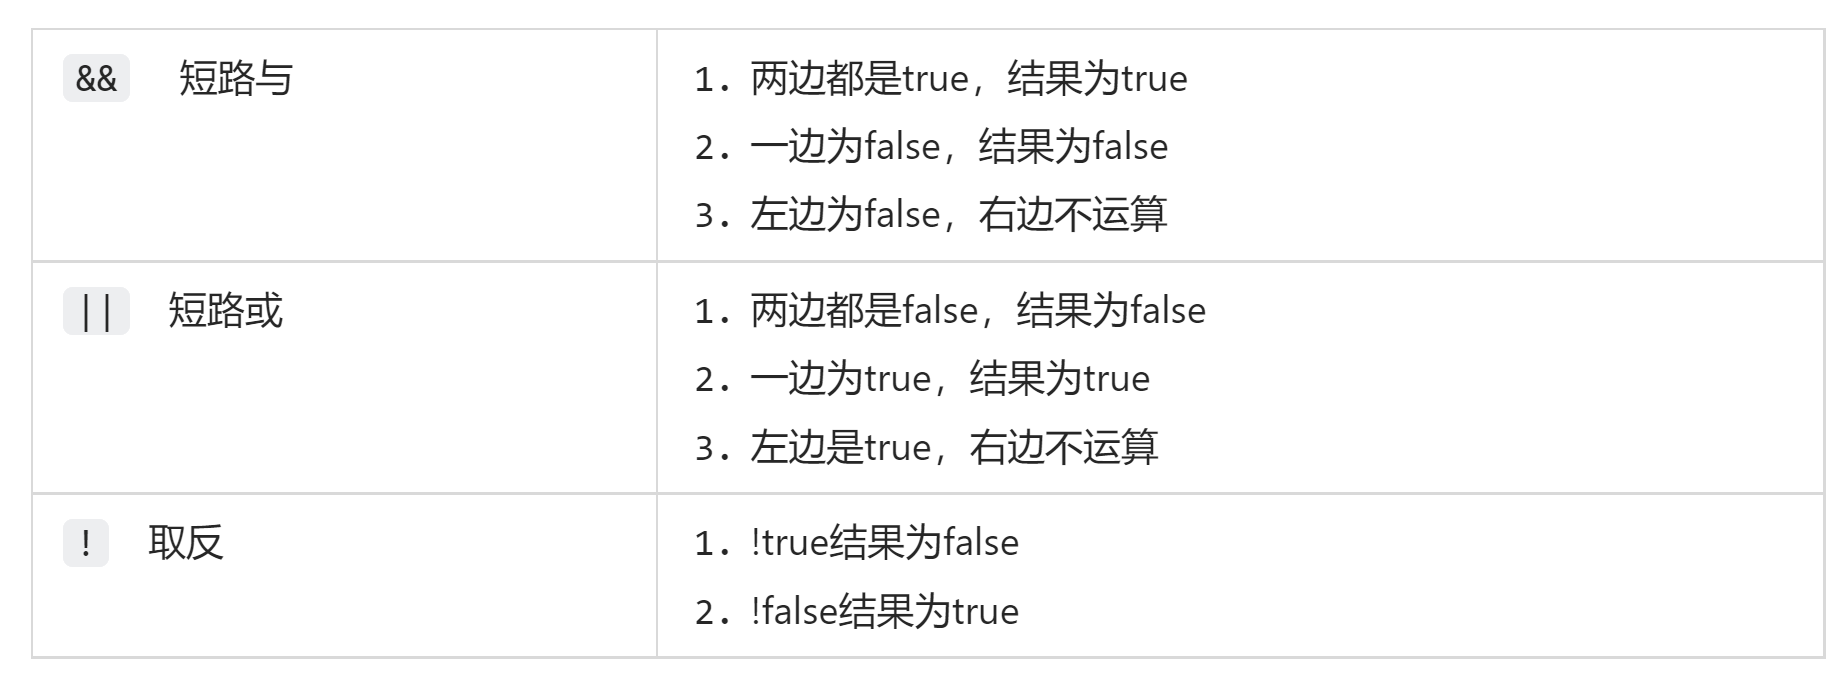 && 短路与
1. 两边都是true，结果为true
2. 一边为false，结果为false
3. 左边为false，右边不运算
|| 短路或
1. 两边都是false，结果为false
2. 一边为true，结果为true
3. 左边是true，右边不运算
! 取反
1. !true结果为false
2. !false结果为true